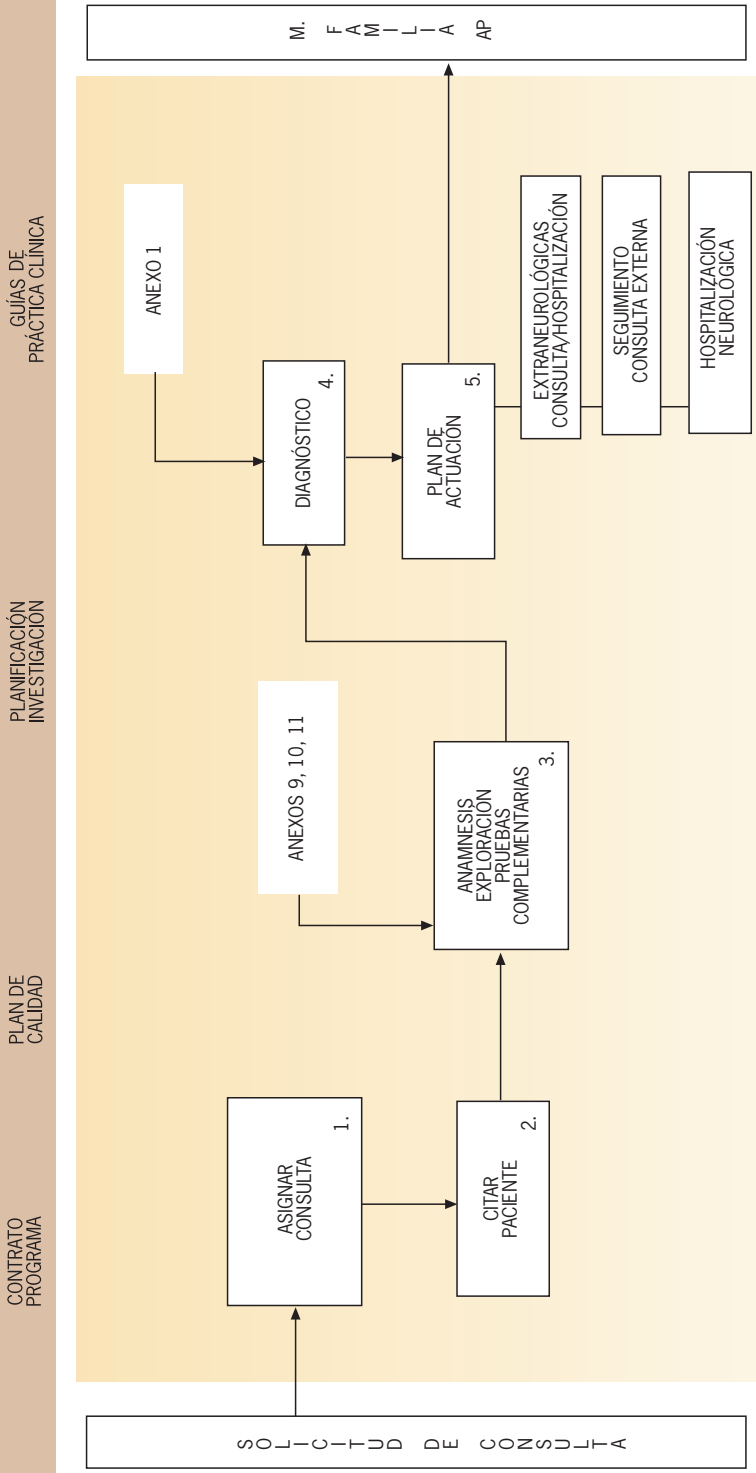 CONTRATO
PROGRAMA
PLAN DE
CALIDAD
PLANIFICACIÓN
INVESTIGACIÓN
GUÍAS DE
PRÁCTICA CLÍNICA
SOLICITUD DE CONSULTA
ASIGNAR
CONSULTA
1.
CITAR
PACIENTE
2.
ANEXOS 9, 10, 11
ANAMNESIS
EXPLORACION
PRUEBAS
COMPLEMENTARIAS
3.
ANEXO 1
DIAGNÓSTICO
4.
PLAN DE
ACTUACIÓN
5.
EXTRANEUROLÓGICAS
CONSULTA/HOSPITALIZACIÓN
SEGUIMIENTO
CONSULTA EXTERNA
HOSPITALIZACIÓN
NEUROLÓGICA
M. FAMILIA AP